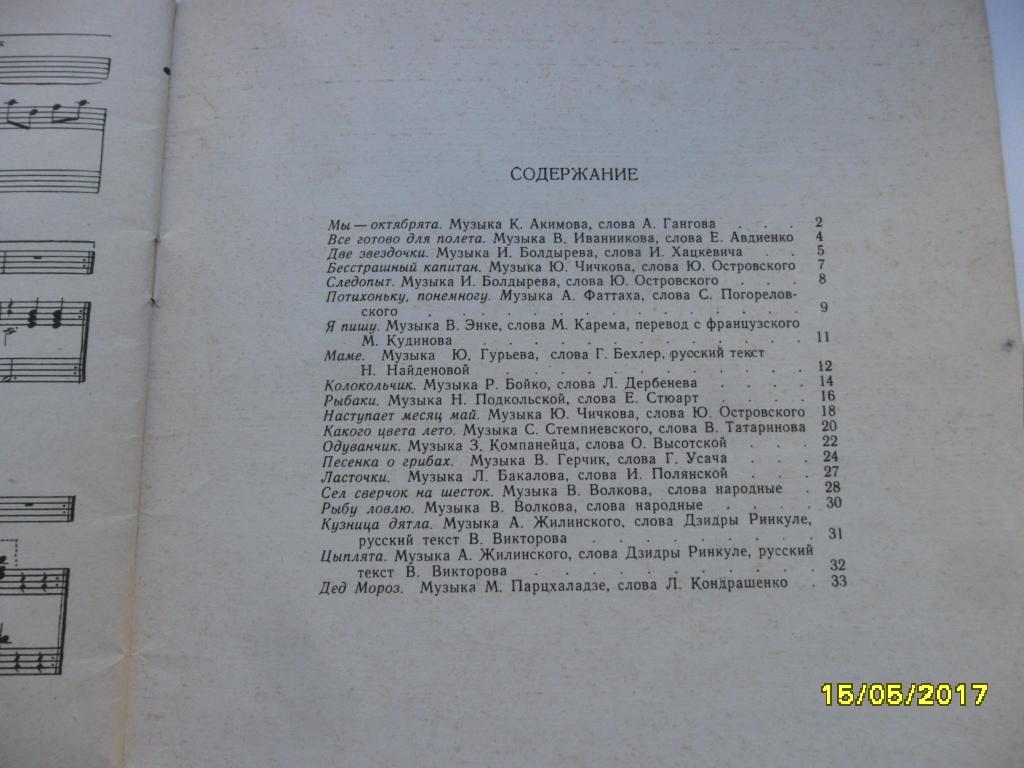 СОДЕРЖАНИЕ
Мы — октябрята. Музыка К. Акимова, слова А. Гангова . . . 2
Все готово для полета. Музыка В. Иванникова, слова Е. Авдиенко 4
Две звездочки. Музыка И. Болдырева, слова И. Хацкевича . . 5
Бесстрашный капитан. Музыка Ю. Чичкова, слова Ю. Островского 7
Следопыт. Музыка И. Болдырева, слова Ю. Островского . . . 8
Потихоньку, понемногу. Музыка А. Фаттаха, слова С. Погореловского . . . . . . . . . . . . . 9
Я пишу. Музыка В. Энке, слова М. Карема, перевод с французского
М. Кудинова . . . . . . . . . . . . 11
Маме. Музыка Ю. Гурьева, слова Г. Бехлер, русский текст
Н. Найденовой . . . . . . . . . . . 12
Колокольчик. Музыка Р. Бойко, слова Л. Дербенева . . . . 14
Рыбаки. Музыка Н. Подкольской, слова Е. Стюарт . . . . 16
Наступает месяц май. Музыка Ю. Чичкова, слова Ю. Островского 18
Какого цвета лето. Музыка С. Стемпневского, слова В. Татаринова 20
Одуванчик. Музыка З. Компанейца, слова О. Высотской . . . 22
Песенка о грибах. Музыка В. Герчик, слова Г. Усача . . . 24
Ласточки. Музыка Л. Бакалова, слова И. Полянской . . . 27
Сел сверчок на шесток. Музыка В. Волкова, слова народные . 28
Рыбу ловлю. Музыка В. Волкова, слова народные . . . . 30
Кузница дятла. Музыка А. Жилинского, слова Дзидры Ринкуле,
русский текст В. Викторова . . . . . . . . . 31
Цыплята. Музыка А. Жилинского, слова Дзидры Ринкуле, русский
текст В. Викторова . . . . . . . . . . . 32
Дед Мороз. Музыка М. Парцхаладзе, слова Л. Кондрашенко . 33
15/05/2017